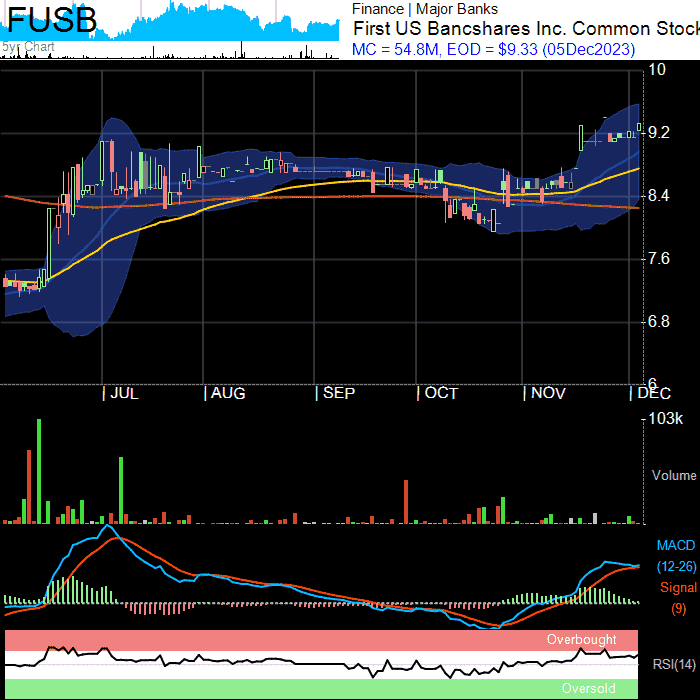 FUSB
5yr Chart
Finance | Major Banks
First US Bancshares Inc. Common Stock
MC = 54.8M, EOD = $9.33 (05Dec2023)
10
9.2
8.4
7.6
6.8
6
JUL AUG SEP OCT NOV DEC
103k
Volume
MACD
(12-26)
Signal
(9)
Overbought
RSI(14)
Oversold